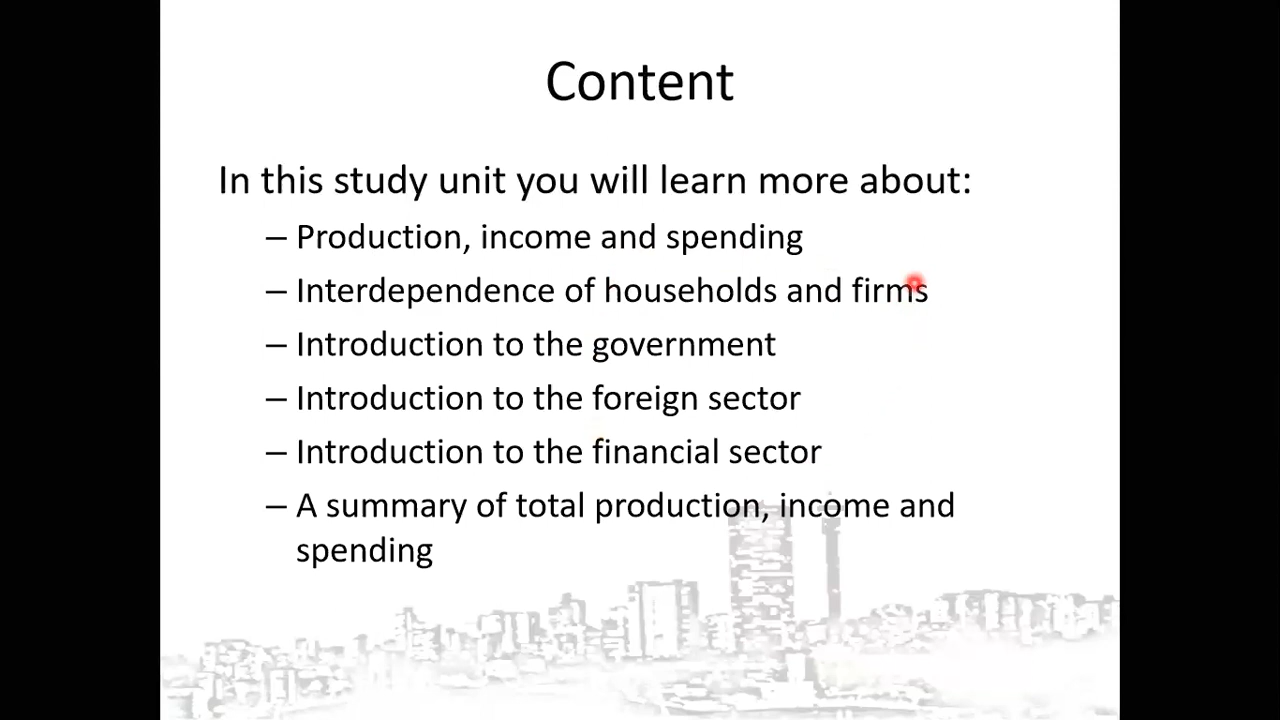 Content
In this study unit you will learn more about:
– Production, income and spending
– Interdependence of households and firms
– Introduction to the government
– Introduction to the foreign sector
– Introduction to the financial sector
– A summary of total production, income and
spending